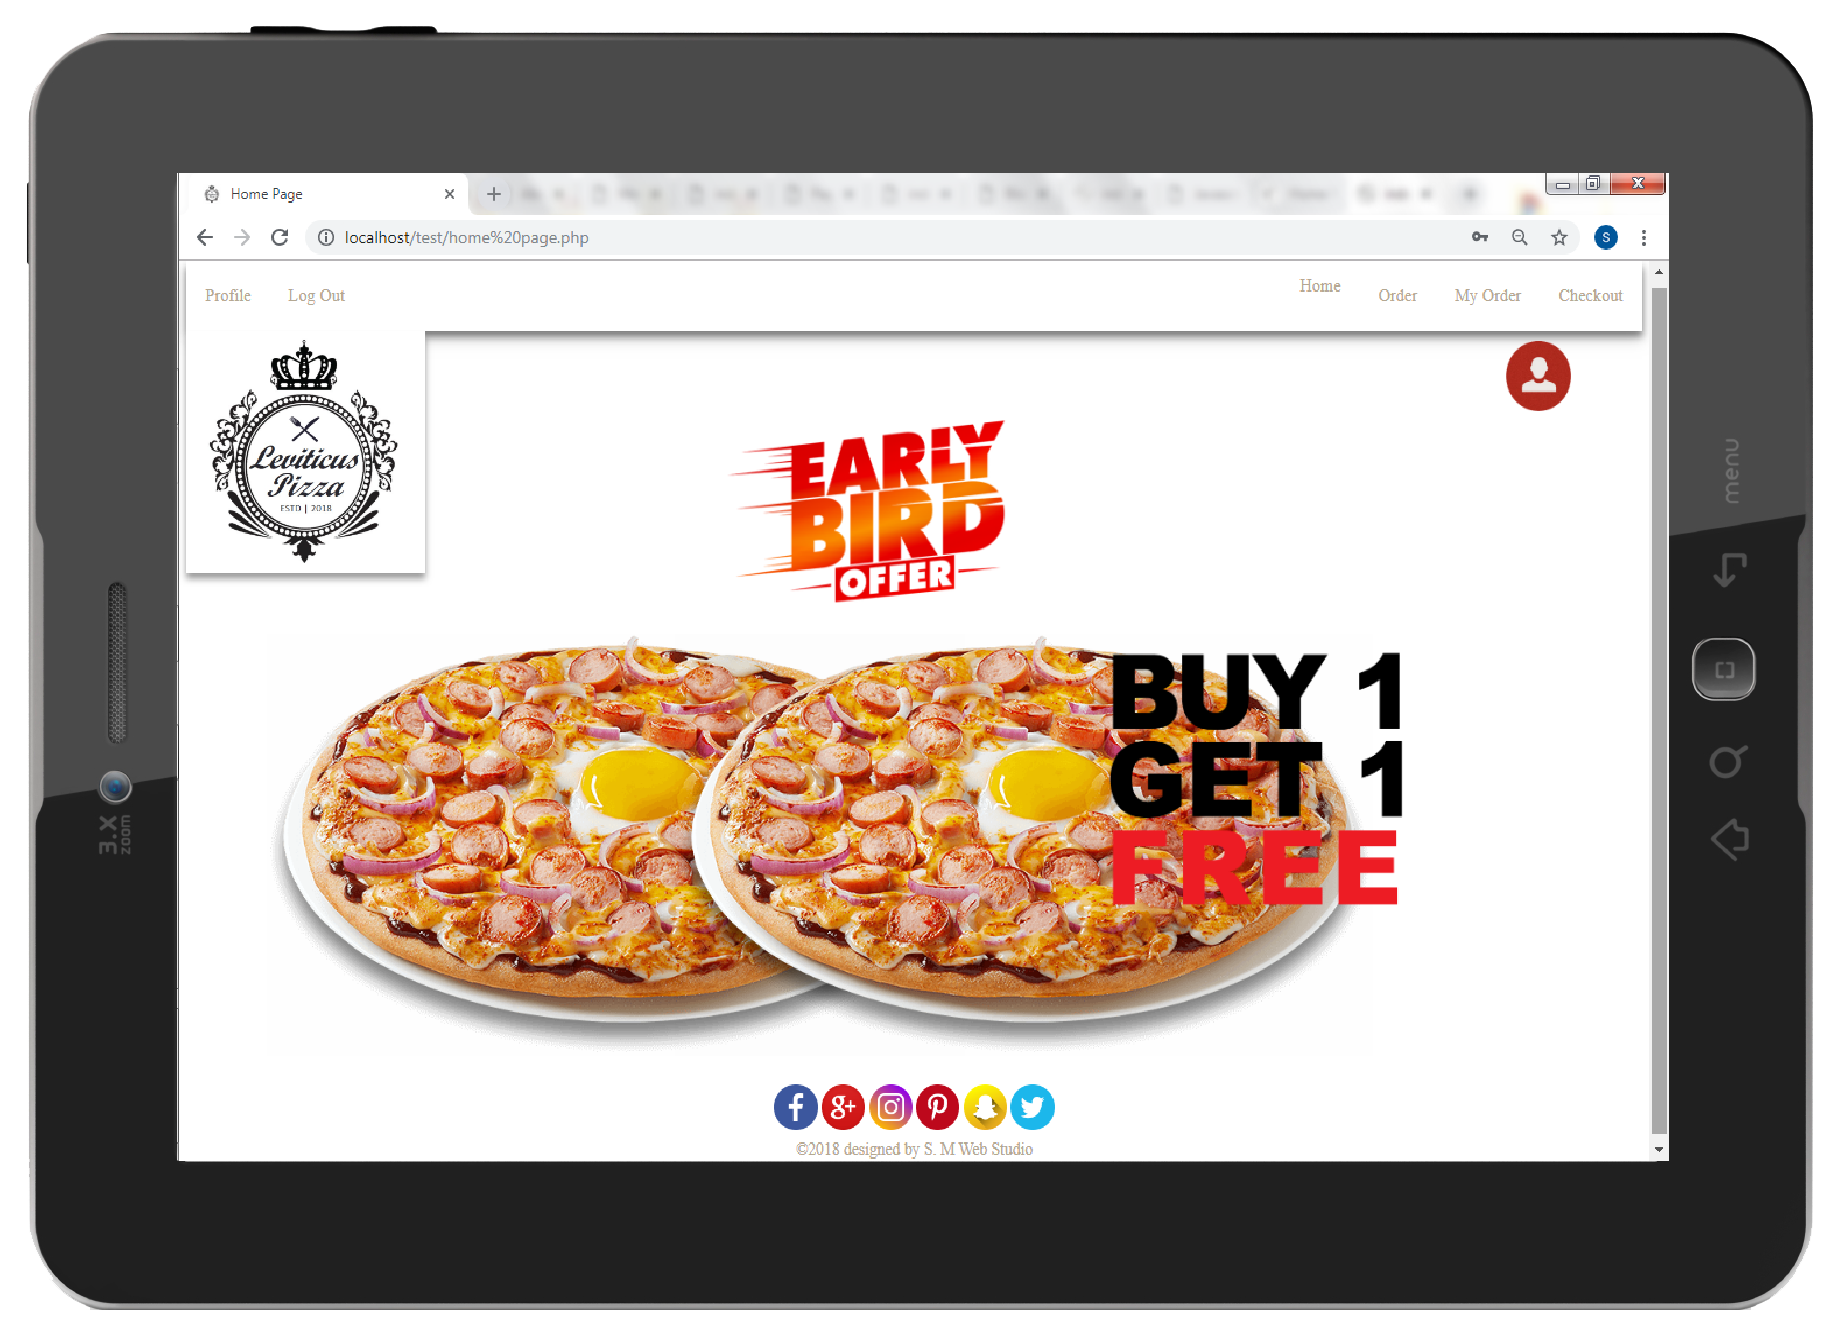 Home Page
localhost/test/home%20page.php
S
Profile
Log Out
Home
Order
My Order
Checkout
Leviticus
Pizza
ESTD | 2018
EARLY
BIRD
OFFER
BUY 1
GET 1
FREE
©2018 designed by S. M Web Studio
menu
3.X
zoom